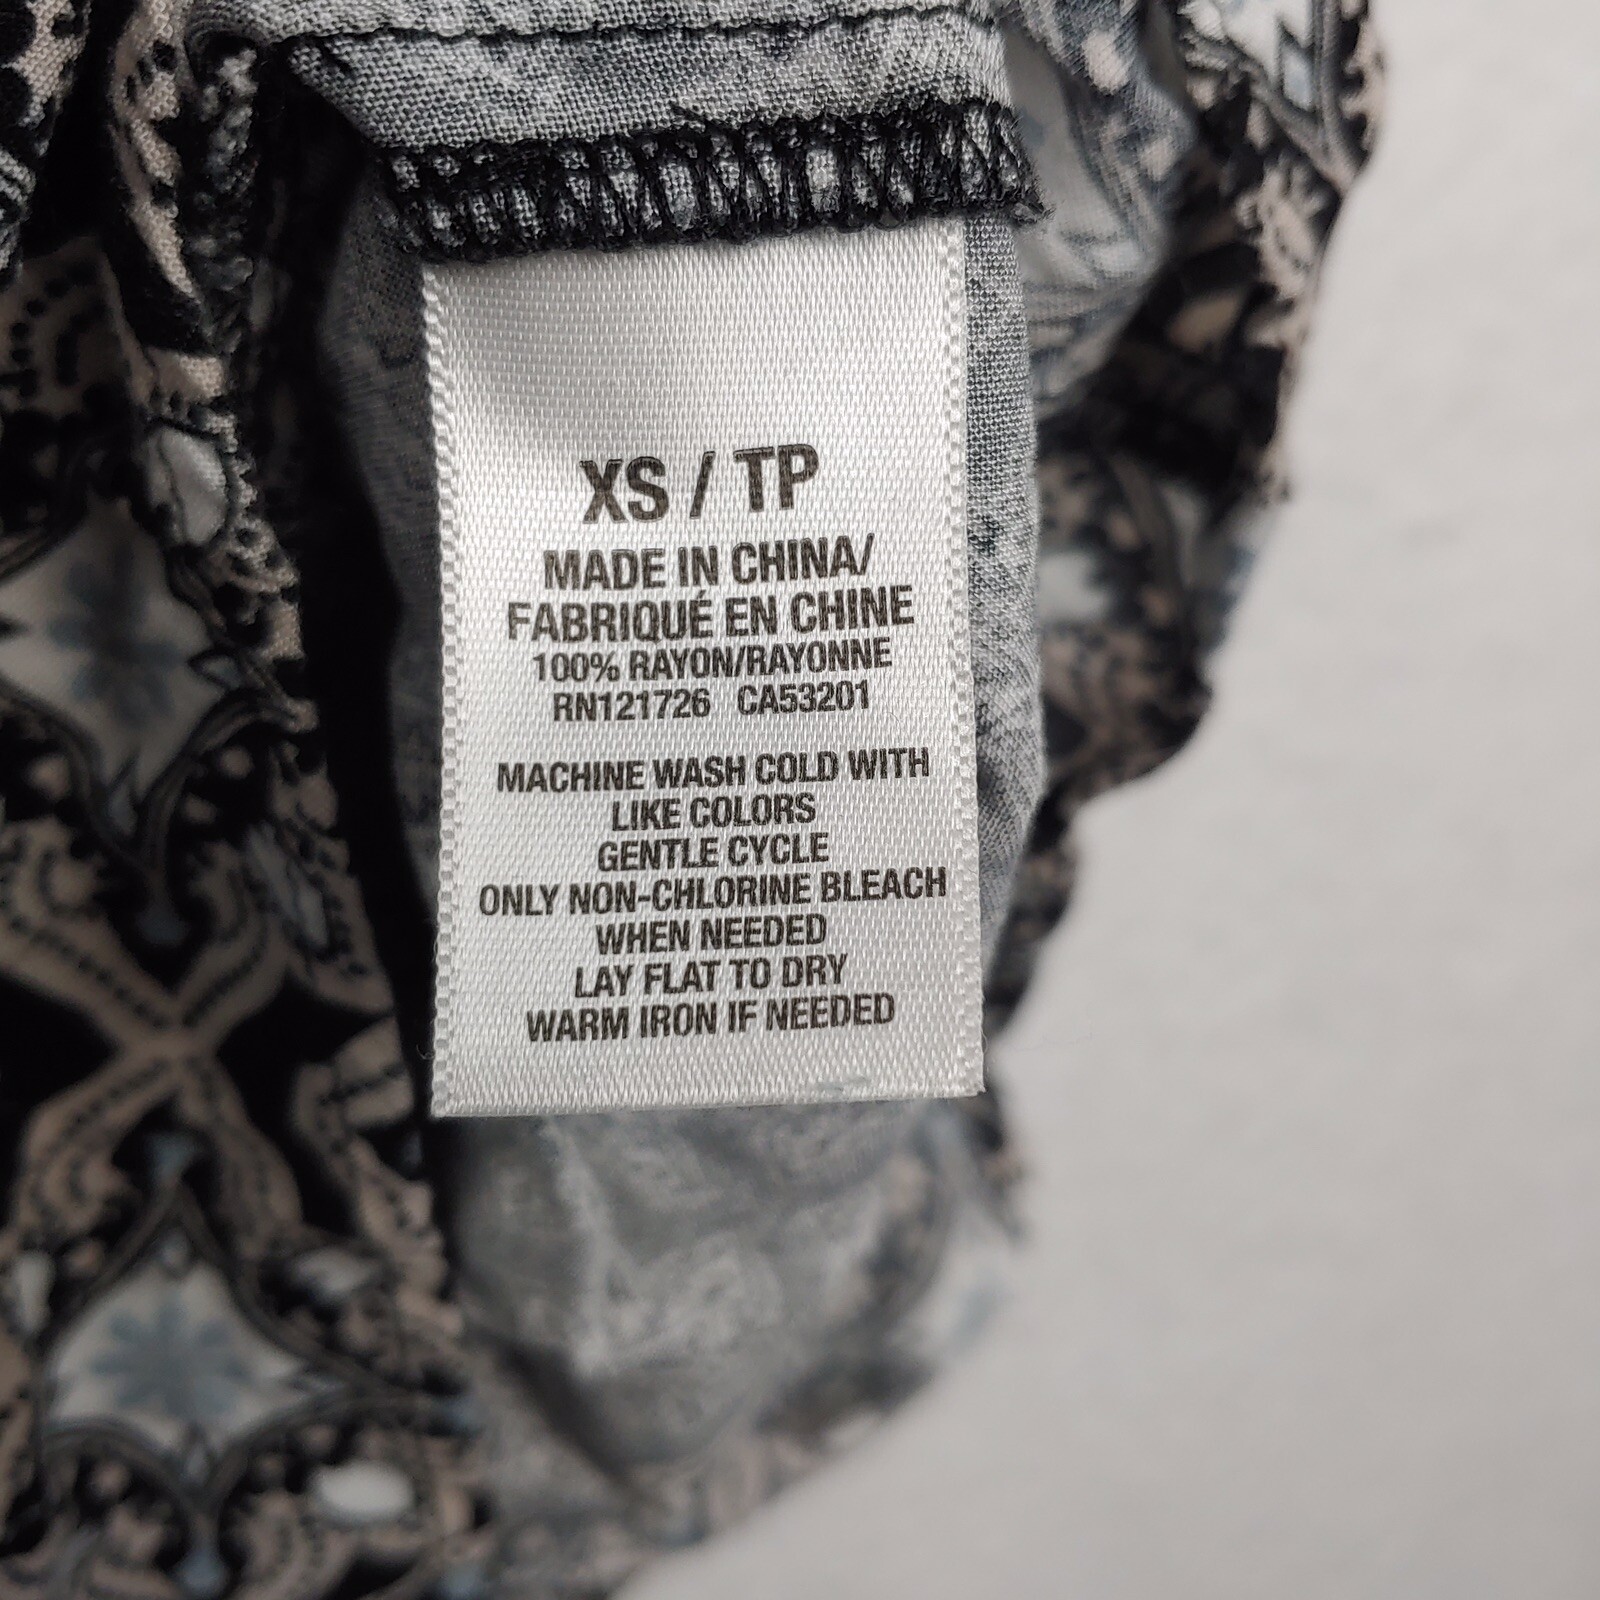 XS / TP
MADE IN CHINA/
FABRIQUÉ EN CHINE
100% RAYON/RAYONNE
RN121726 CA53201
MACHINE WASH COLD WITH
LIKE COLORS
GENTLE CYCLE
ONLY NON-CHLORINE BLEACH
WHEN NEEDED
LAY FLAT TO DRY
WARM IRON IF NEEDED